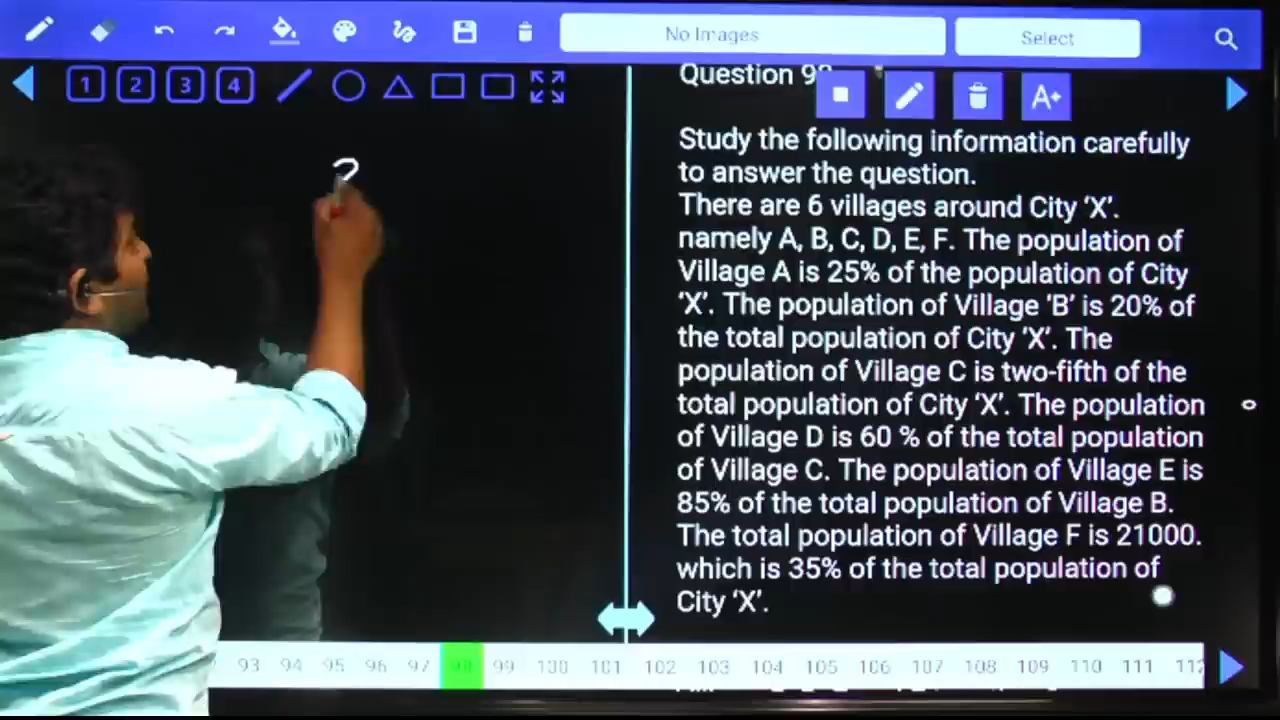 No Images
Select
1 2 3 4
A+
Question 98
Study the following information carefully
to answer the question.
There are 6 villages around City ‘X’.
namely A, B, C, D, E, F. The population of
Village A is 25% of the population of City
‘X’. The population of Village ‘B’ is 20% of
the total population of City ‘X’. The
population of Village C is two-fifth of the
total population of City ‘X’. The population
of Village D is 60 % of the total population
of Village C. The population of Village E is
85% of the total population of Village B.
The total population of Village F is 21000.
which is 35% of the total population of
City ‘X’.
93 94 95 96 97 98 99 100 101 102 103 104 105 106 107 108 109 110 111 112